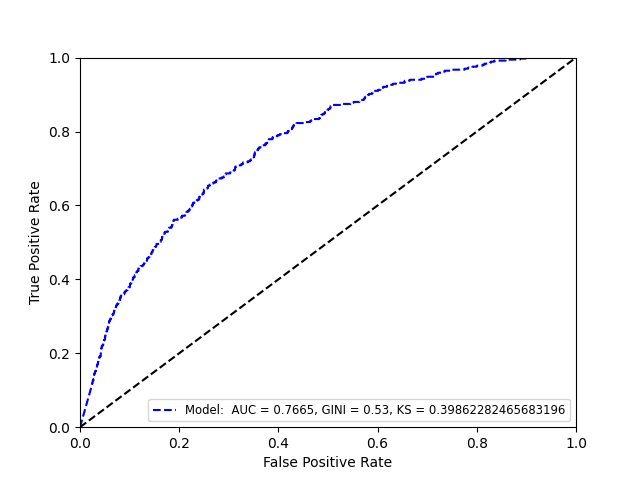 1.0
0.8
0.6
0.4
0.2
0.0
True Positive Rate
Model:  AUC = 0.7665, GINI = 0.53, KS = 0.39862282465683196
0.0 0.2 0.4 0.6 0.8 1.0
False Positive Rate